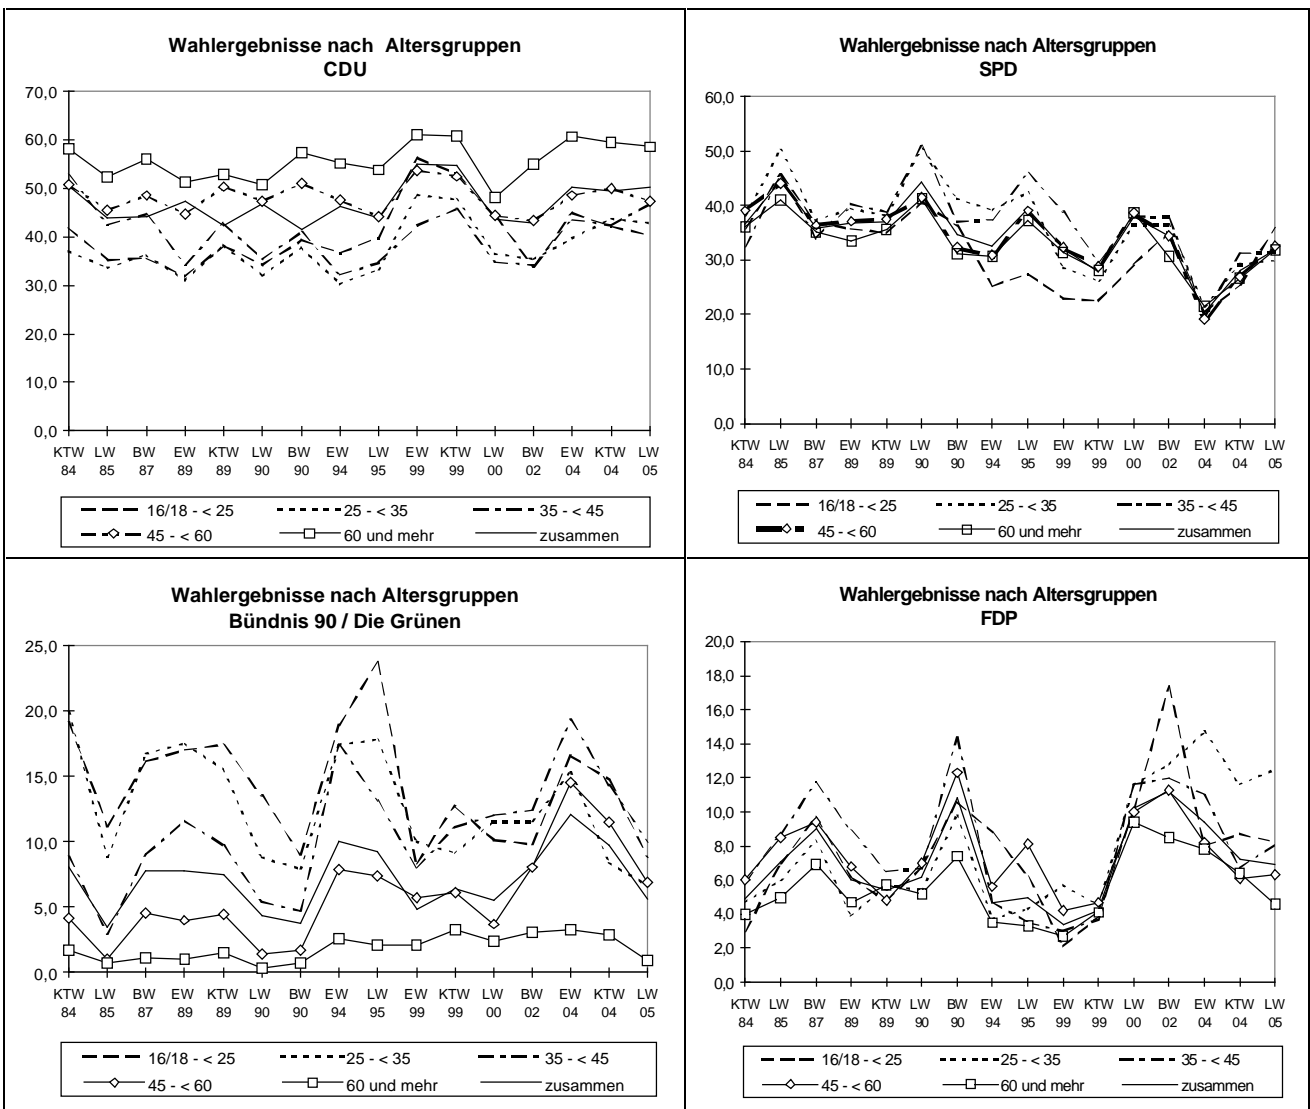 Wahlergebnisse nach Altersgruppen
CDU
70,0
60,0
50,0
40,0
30,0
20,0
10,0
0,0
KTW LW BW EW KTW LW BW EW LW EW KTW LW BW EW KTW LW
84 85 87 89 89 90 90 94 95 99 99 00 02 04 04 05
16/18 - < 25 25 - < 35 35 - < 45
45 - < 60 60 und mehr zusammen
Wahlergebnisse nach Altersgruppen
SPD
60,0
50,0
40,0
30,0
20,0
10,0
0,0
KTW LW BW EW KTW LW BW EW LW EW KTW LW BW EW KTW LW
84 85 87 89 89 90 90 94 95 99 99 00 02 04 04 05
16/18 - < 25 25 - < 35 35 - < 45
45 - < 60 60 und mehr zusammen
Wahlergebnisse nach Altersgruppen
Bündnis 90 / Die Grünen
25,0
20,0
15,0
10,0
5,0
0,0
KTW LW BW EW KTW LW BW EW LW EW KTW LW BW EW KTW LW
84 85 87 89 89 90 90 94 95 99 99 00 02 04 04 05
16/18 - < 25 25 - < 35 35 - < 45
45 - < 60 60 und mehr zusammen
Wahlergebnisse nach Altersgruppen
FDP
20,0
18,0
16,0
14,0
12,0
10,0
8,0
6,0
4,0
2,0
0,0
KTW LW BW EW KTW LW BW EW LW EW KTW LW BW EW KTW LW
84 85 87 89 89 90 90 94 95 99 99 00 02 04 04 05
16/18 - < 25 25 - < 35 35 - < 45
45 - < 60 60 und mehr zusammen